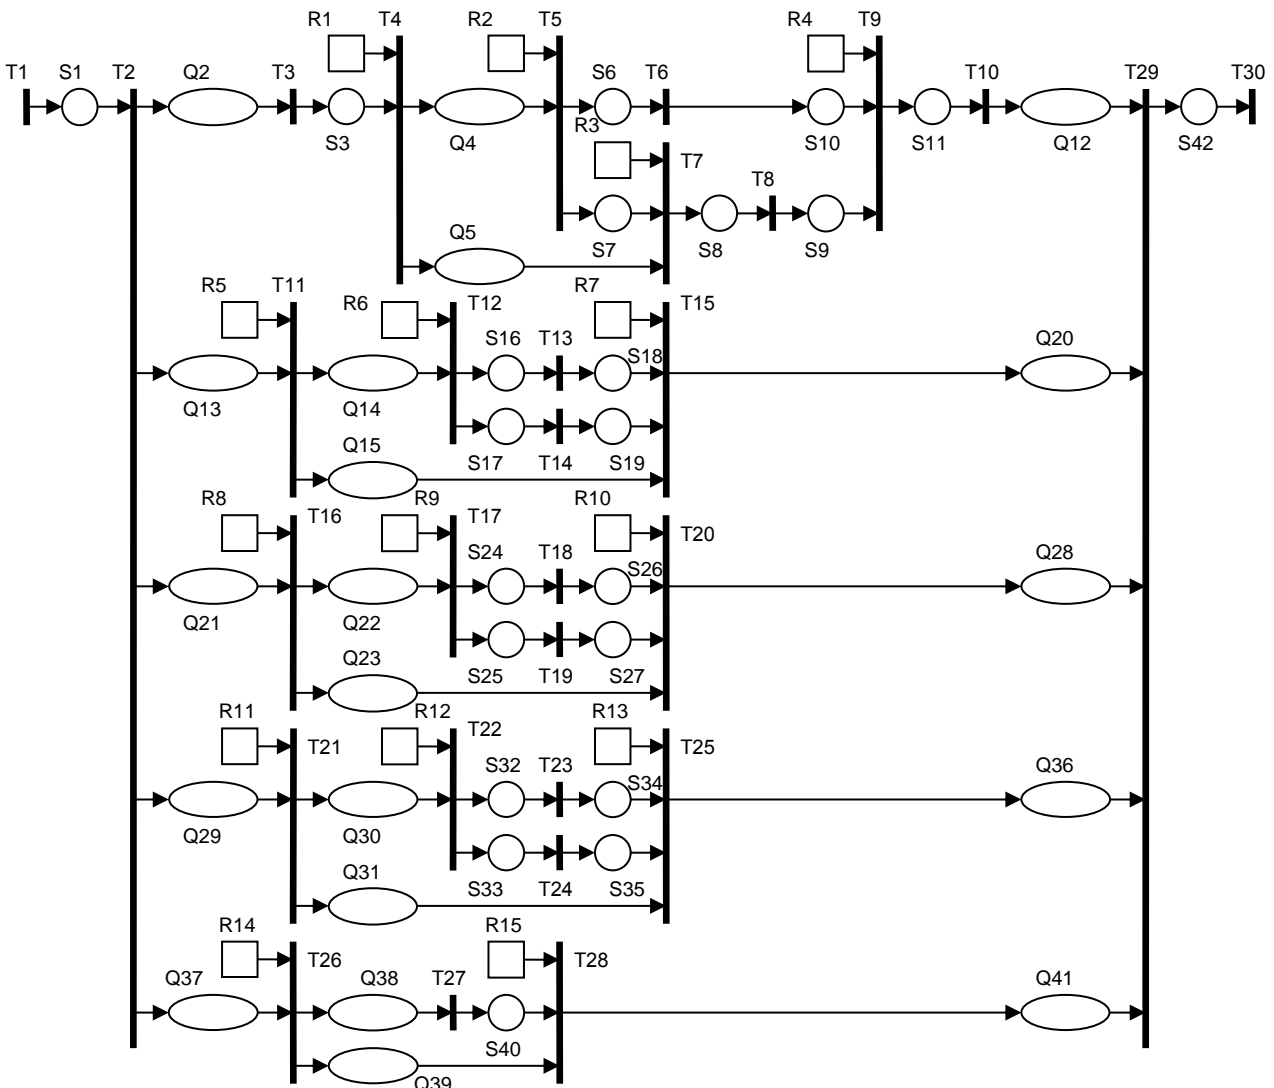 R1 T4 R2 T5 R4 T9
T1 S1 T2 Q2 T3 S6 T6 T10 T29 T30
S3 Q4 R3 S10 S11 Q12 S42
T7
T8
Q5 S7 S8 S9
R5 T11 R6 T12 R7 T15
S16 T13 S18 Q20
Q13 Q14
Q15 S17 T14 S19
R8 T16 R9 T17 R10 T20
S24 T18 S26 Q28
Q21 Q22
Q23 S25 T19 S27
R11 T21 R12 T22 R13 T25
S32 T23 S34 Q36
Q29 Q30
Q31 S33 T24 S35
R14 T26 R15 T28
Q37 Q38 T27 Q41
S40
Q39